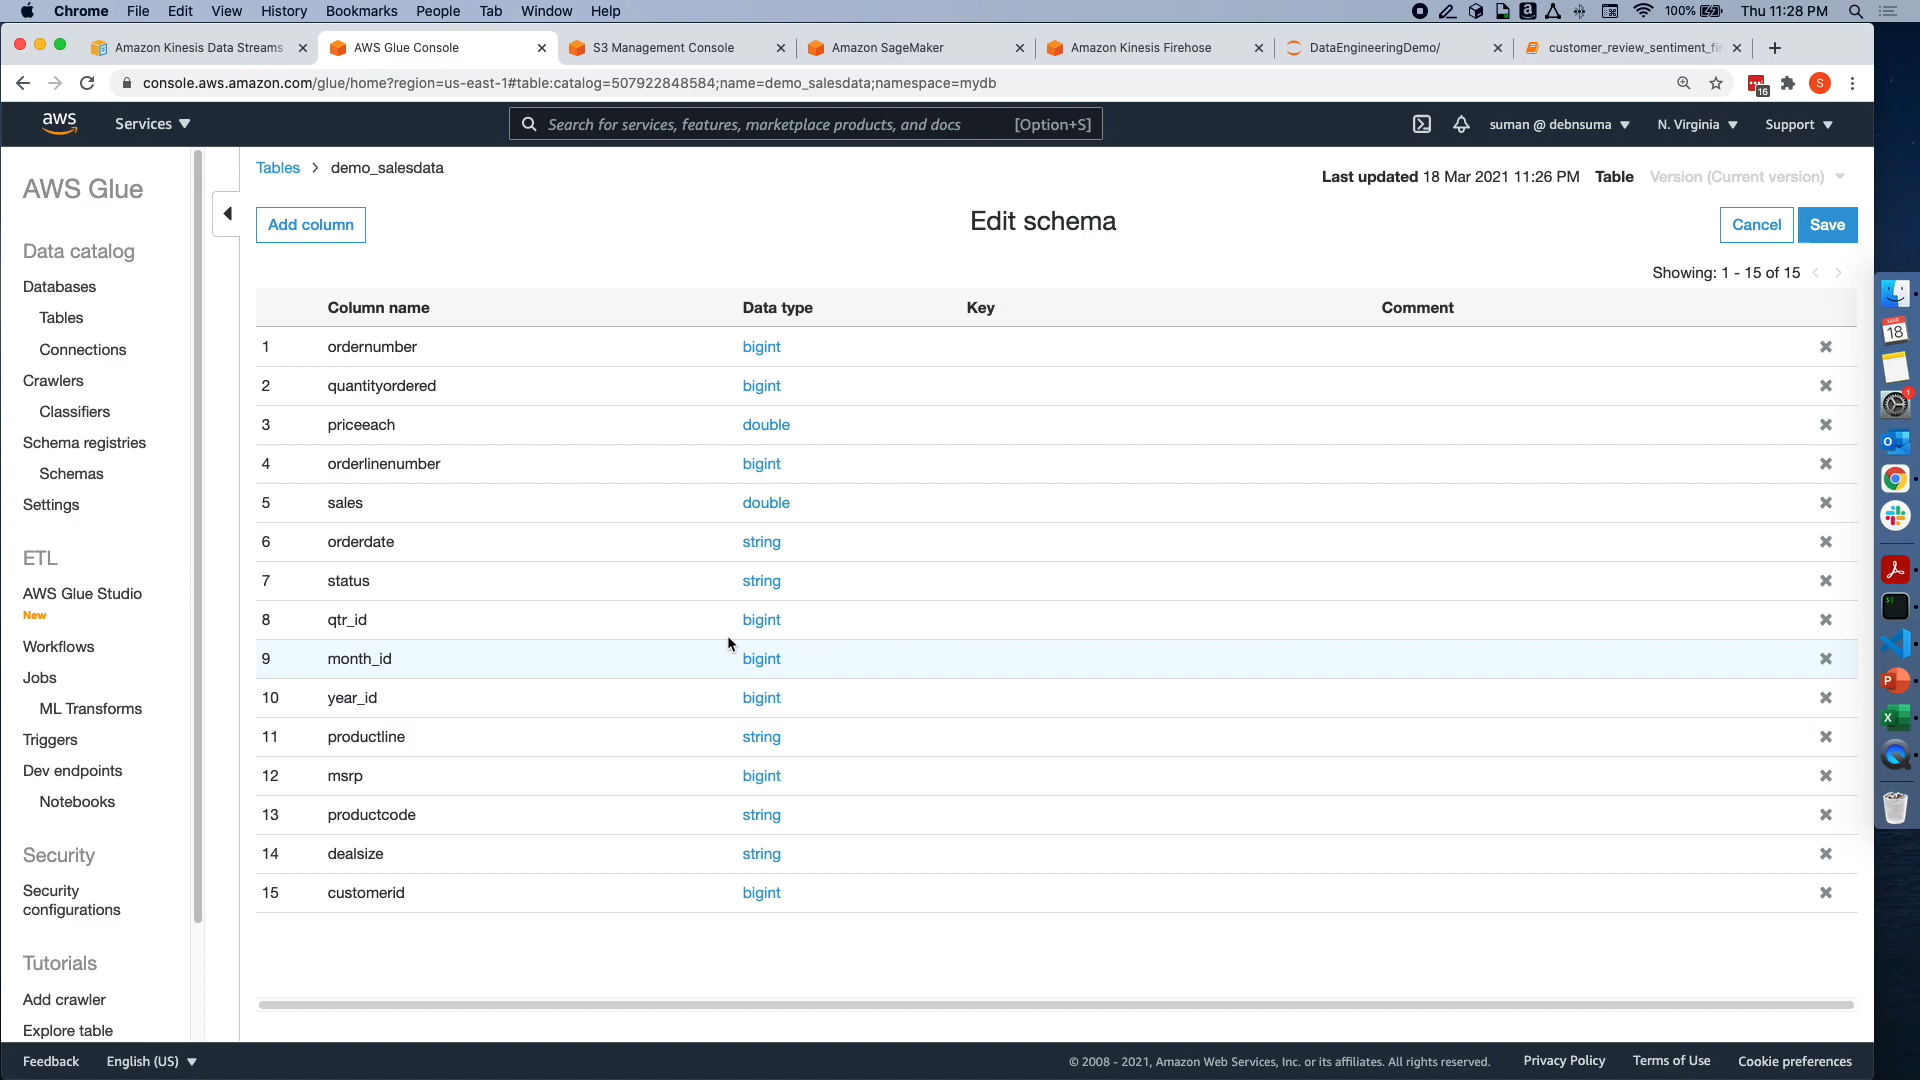 Chrome File Edit View History Bookmarks People Tab Window Help 100% Thu 11:28 PM
Amazon Kinesis Data Streams AWS Glue Console S3 Management Console Amazon SageMaker Amazon Kinesis Firehose DataEngineeringDemo/ customer_review_sentiment_fi
console.aws.amazon.com/glue/home?region=us-east-1#table:catalog=507922848584;name=demo_salesdata;namespace=mydb 16 S
aws Services Search for services, features, marketplace products, and docs [Option+S] suman @ debnsuma N. Virginia Support
Tables > demo_salesdata
Last updated 18 Mar 2021 11:26 PM Table Version (Current version)
Add column Edit schema Cancel Save
Showing: 1 - 15 of 15 < >
Column name Data type Key Comment
1 ordernumber bigint
2 quantityordered bigint
3 priceeach double
4 orderlinenumber bigint
5 sales double
6 orderdate string
7 status string
8 qtr_id bigint
9 month_id bigint
10 year_id bigint
11 productline string
12 msrp bigint
13 productcode string
14 dealsize string
15 customerid bigint
AWS Glue
Data catalog
Databases
Tables
Connections
Crawlers
Classifiers
Schema registries
Schemas
Settings
ETL
AWS Glue Studio
New
Workflows
Jobs
ML Transforms
Triggers
Dev endpoints
Notebooks
Security
Security
configurations
Tutorials
Add crawler
Explore table
MAR
18
1
Feedback English (US) © 2008 - 2021, Amazon Web Services, Inc. or its affiliates. All rights reserved. Privacy Policy Terms of Use Cookie preferences